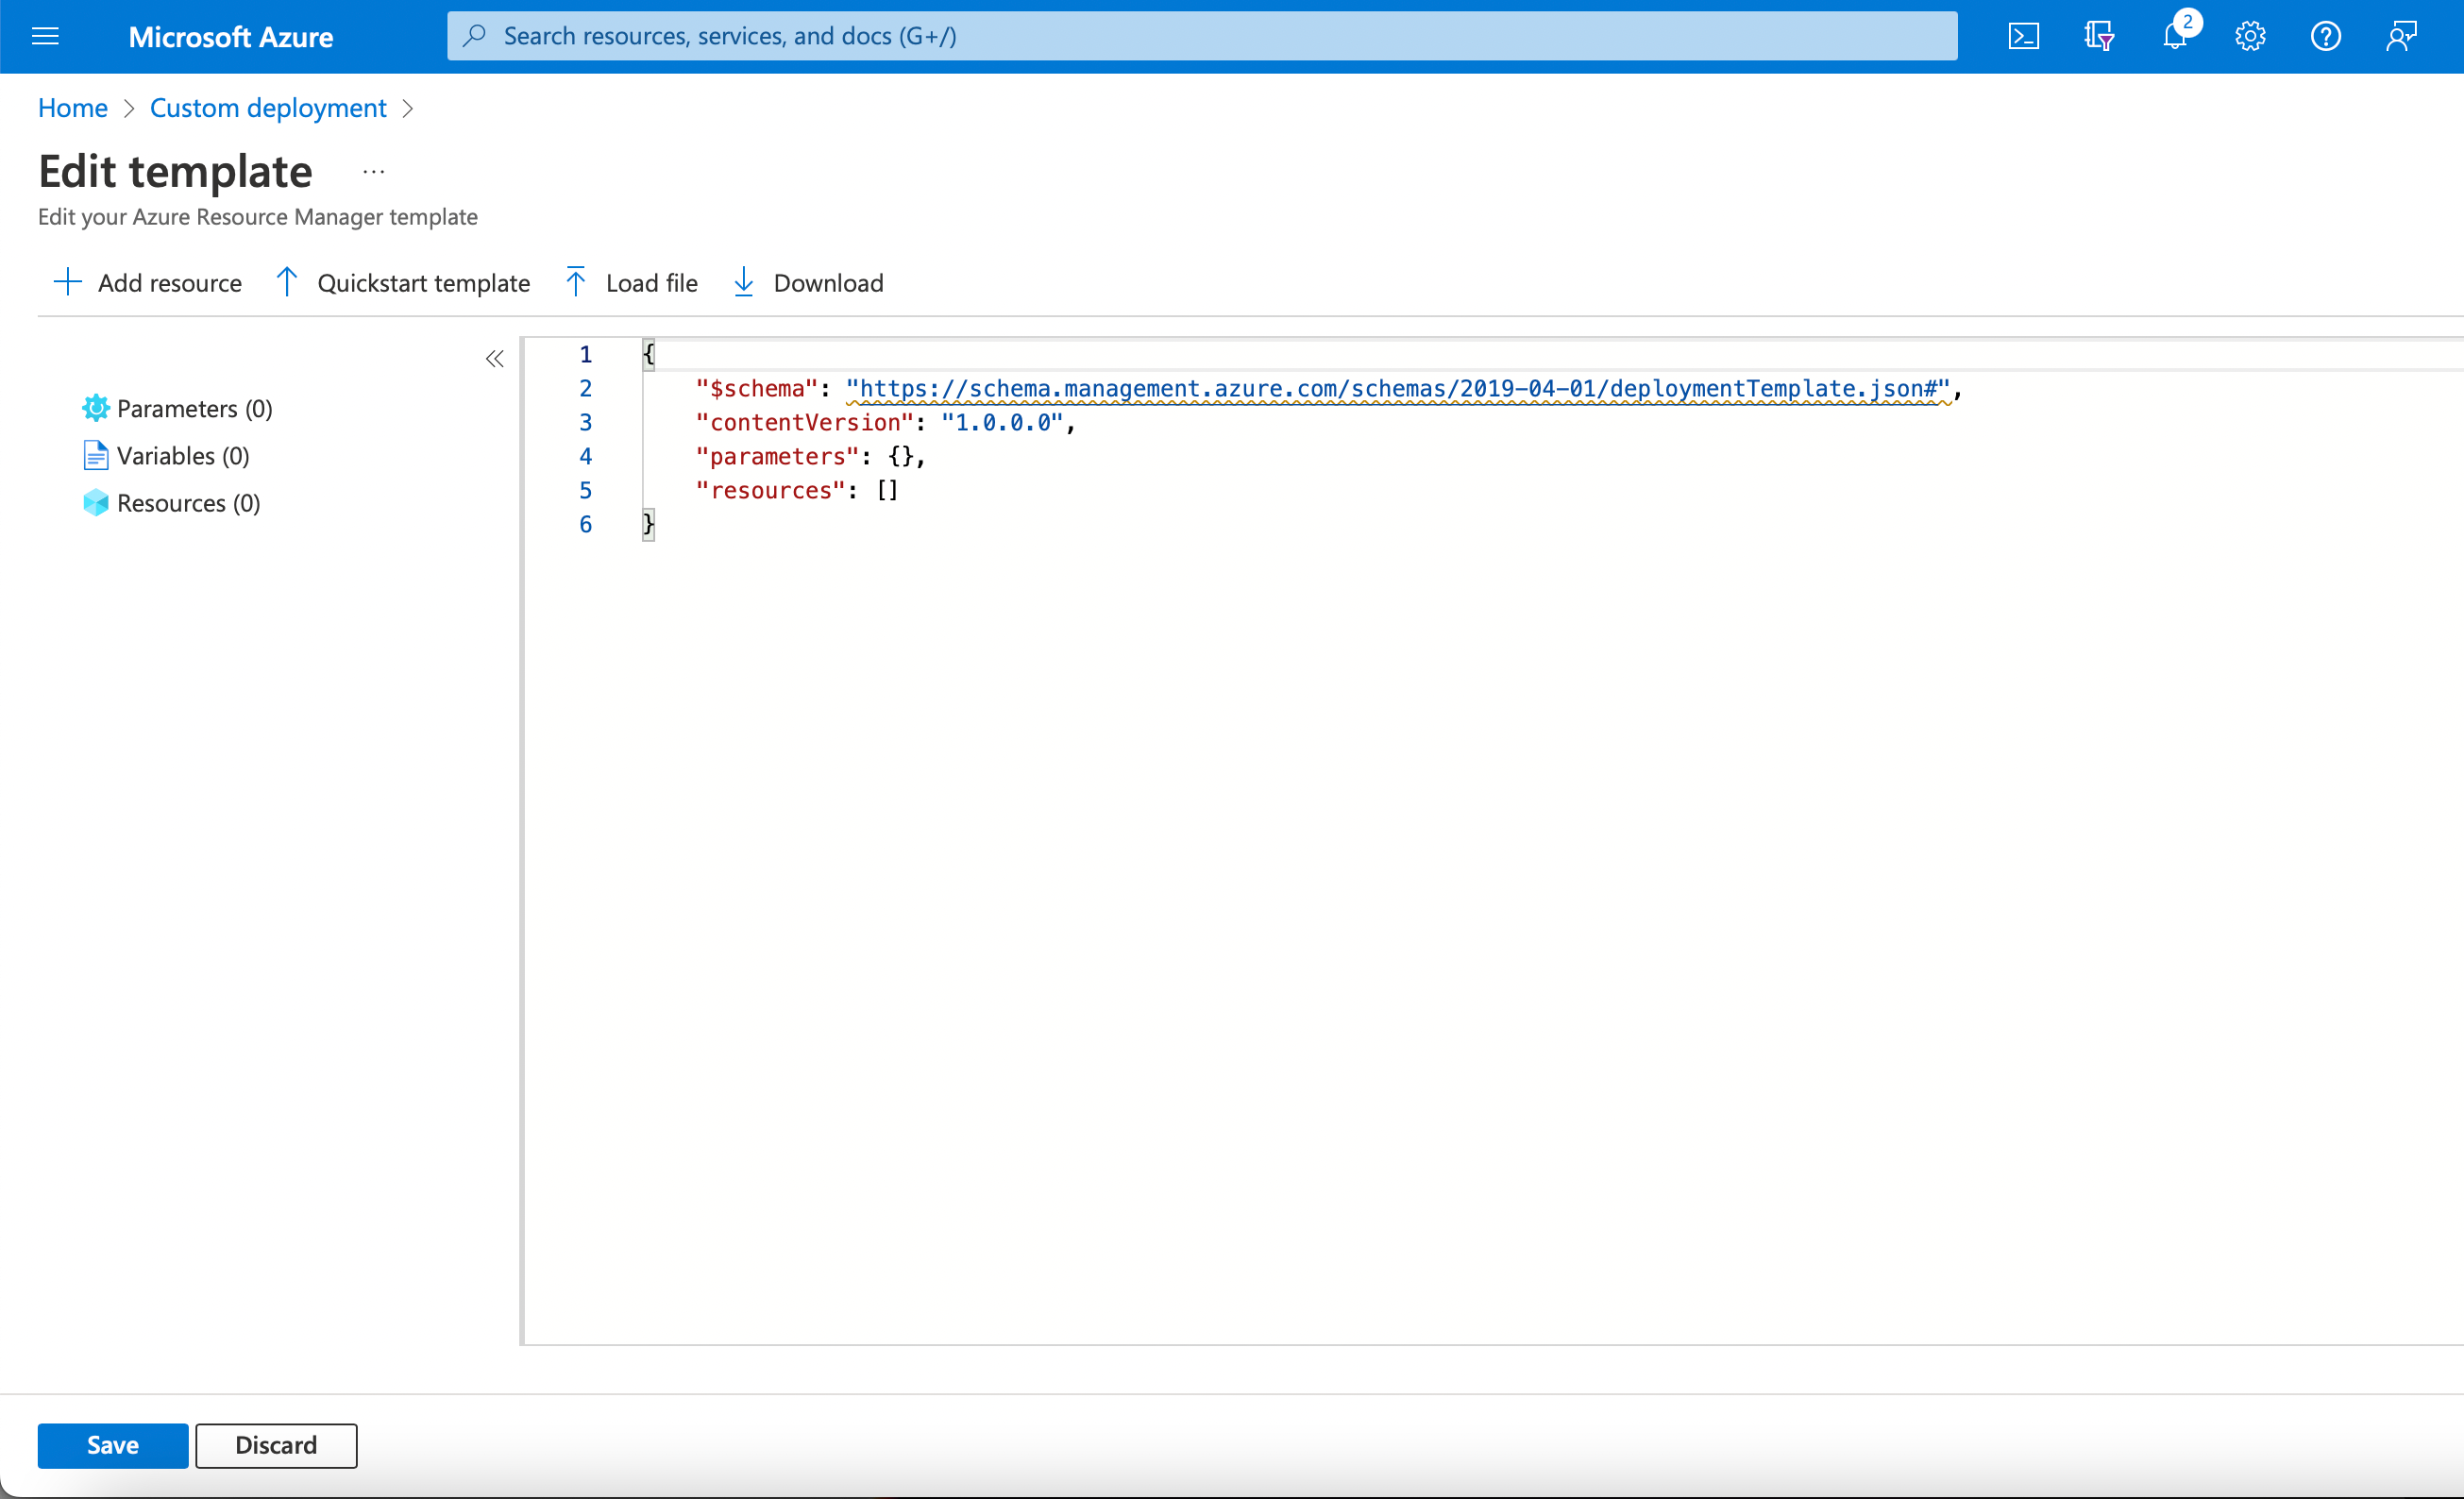 Microsoft Azure
Search resources, services, and docs (G+/)
2
Home > Custom deployment >
Edit template ...
Edit your Azure Resource Manager template
Add resource
Quickstart template
Load file
Download
Parameters (0)
Variables (0)
Resources (0)
1 {
2 "$schema": "https://schema.management.azure.com/schemas/2019-04-01/deploymentTemplate.json#",
3 "contentVersion": "1.0.0.0",
4 "parameters": {},
5 "resources": []
6 }
Save
Discard